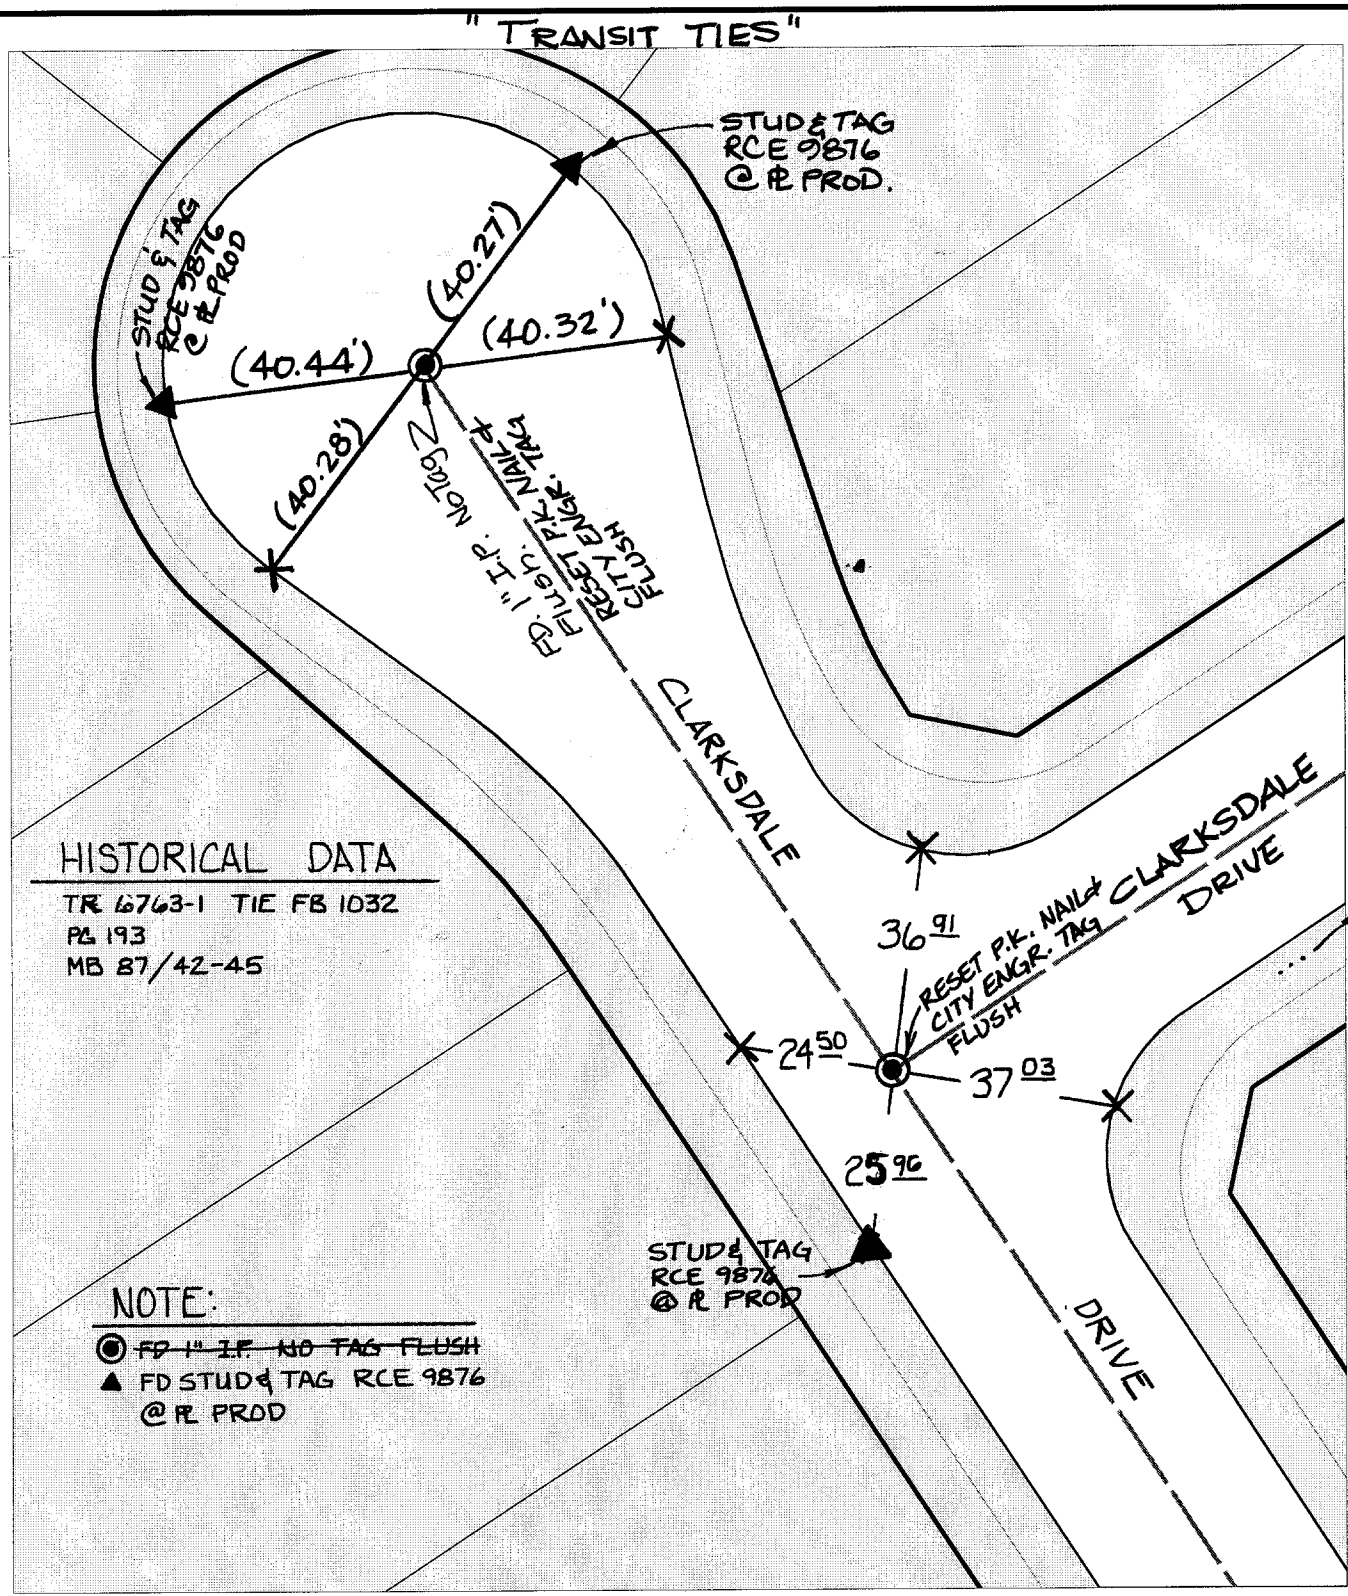 "TRANSIT TIES"
STUD & TAG
RCE 9876
@ PL PROD.
STUD & TAG
RCE 9876
@ PL PROD
(40.27')
(40.32')
(40.44')
(40.28')
FD. 1" I.P. No Tag
Flush.
RESET P.K. NAIL &
CITY ENGR. TAG
FLUSH
CLARKSDALE
CLARKSDALE
DRIVE
HISTORICAL DATA
TR 6763-1 TIE FB 1032
PG 193
MB 87/42-45
36 91
RESET P.K. NAIL &
CITY ENGR. TAG
FLUSH
24 50
37 03
25 96
STUD & TAG
RCE 9876
@ PL PROD
DRIVE
NOTE:
FD 1" I.P. NO TAG FLUSH
FD STUD & TAG RCE 9876
@ PL PROD